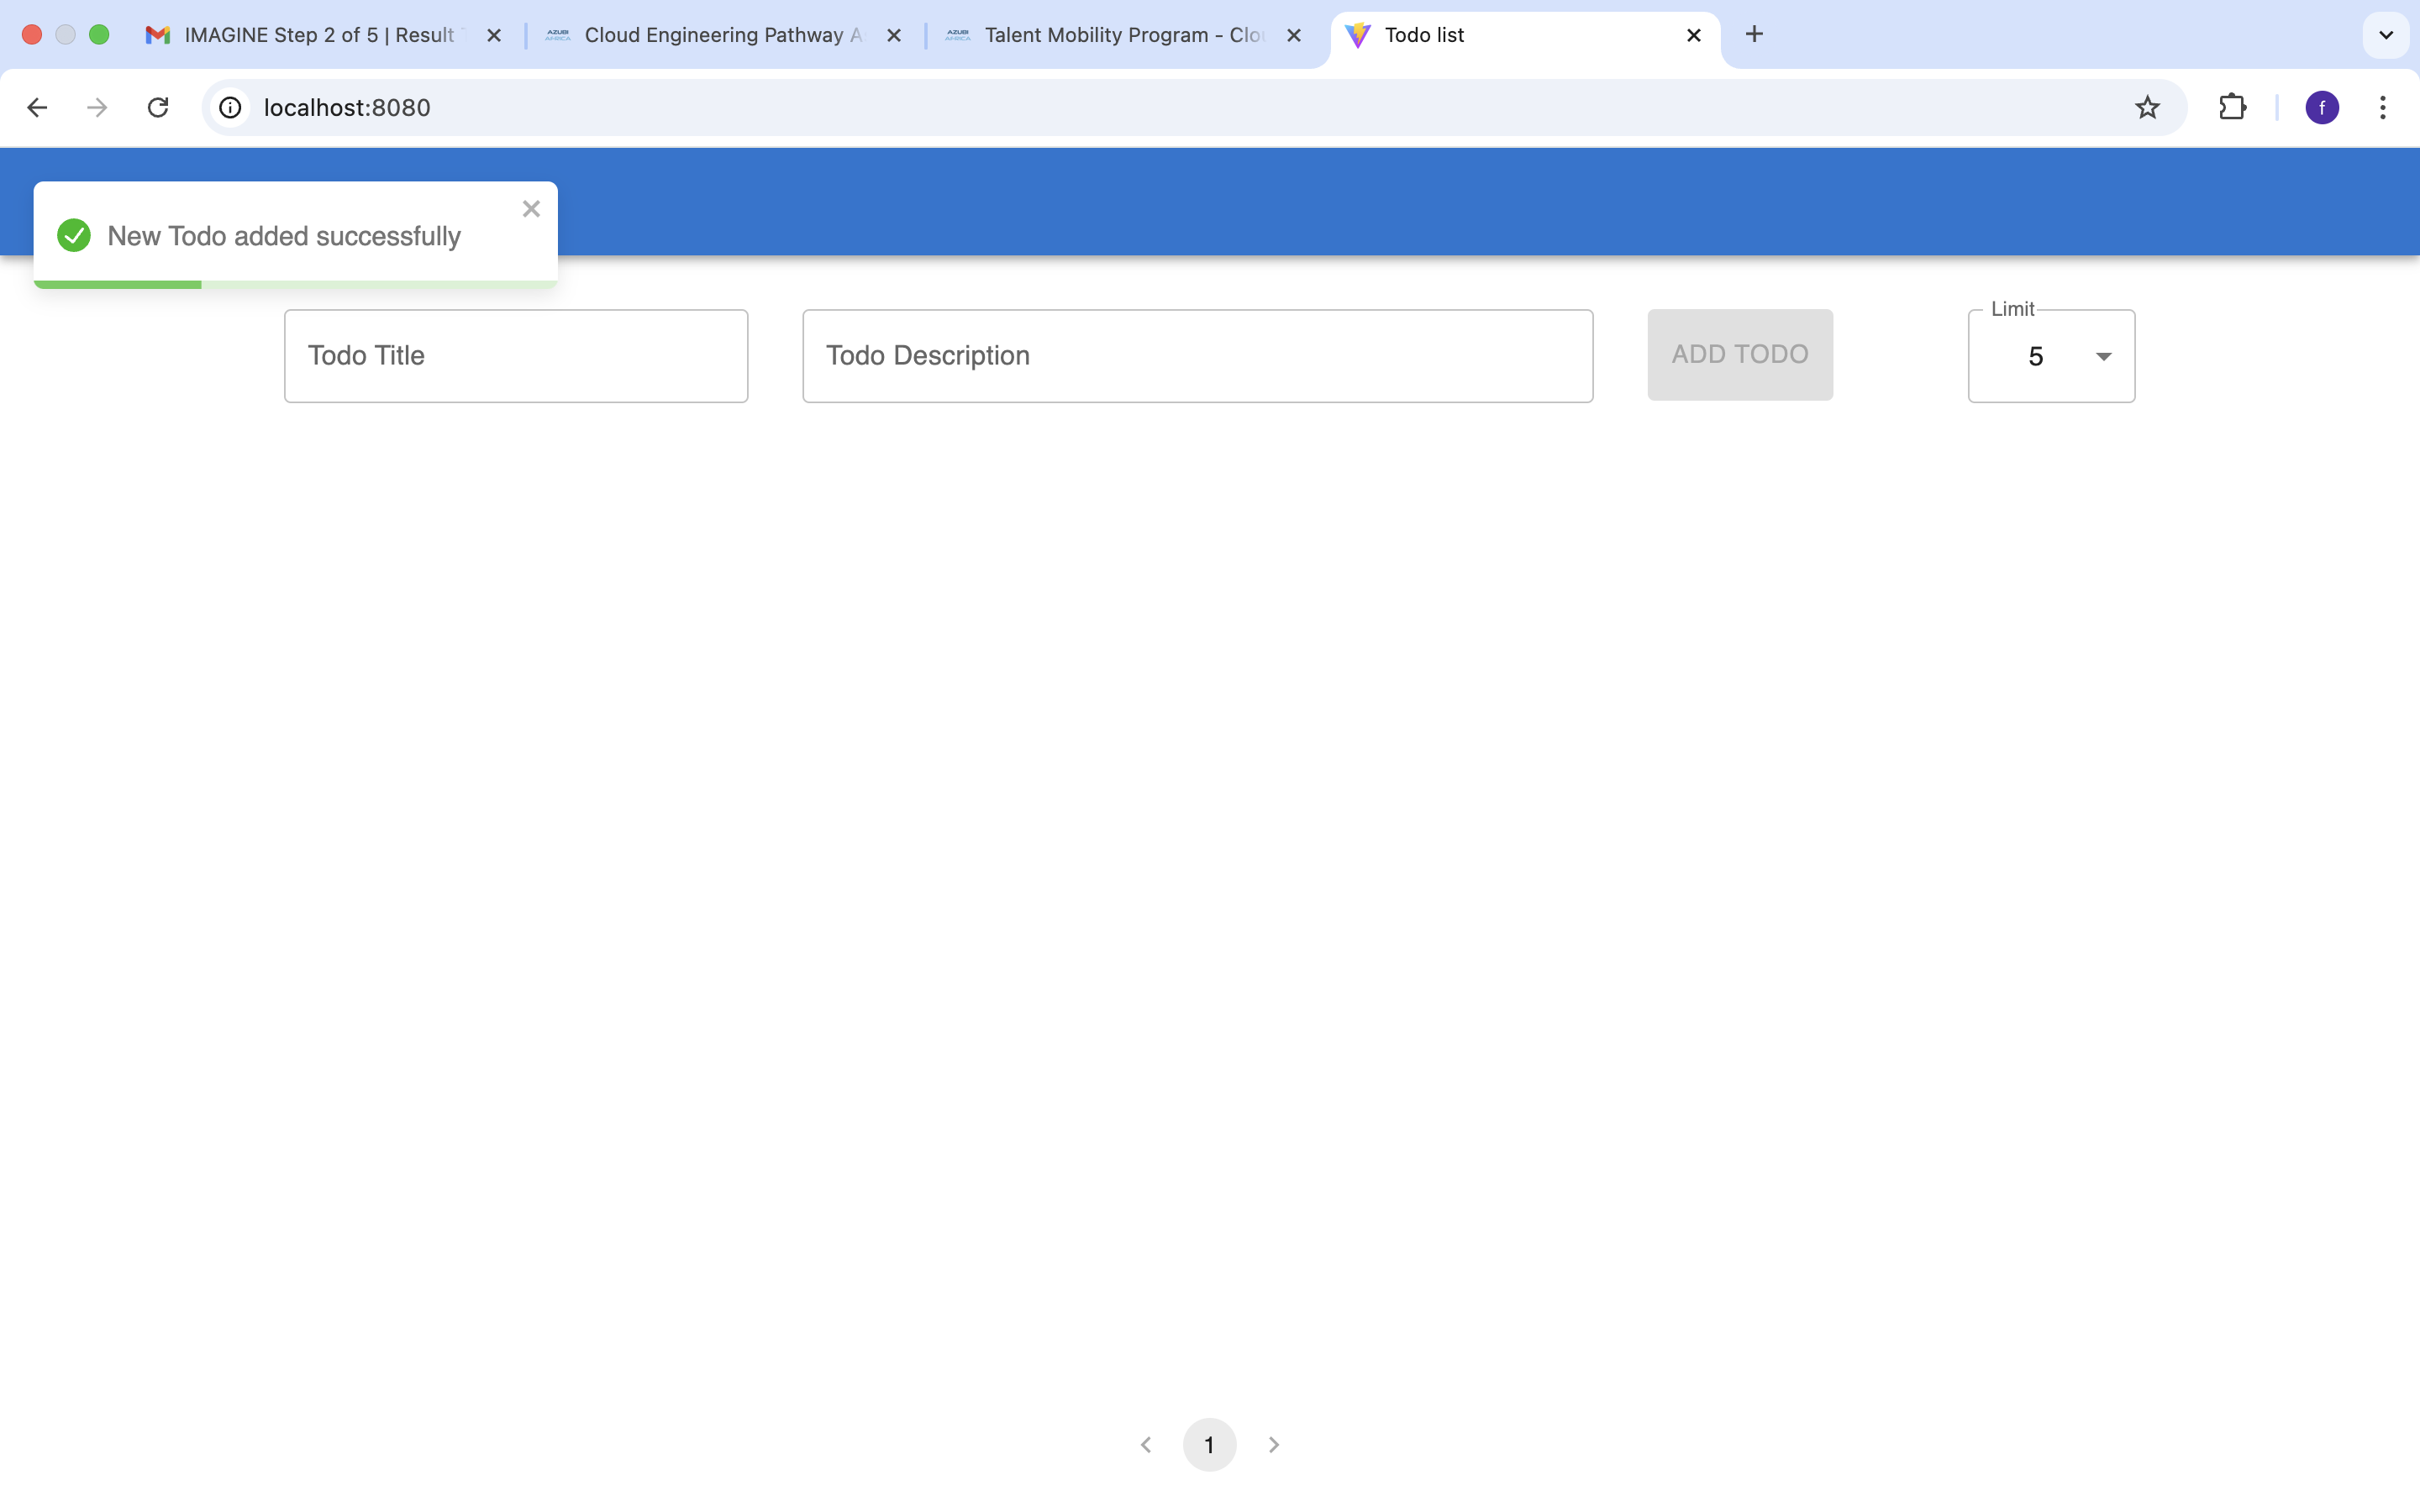 IMAGINE Step 2 of 5 | Result
Cloud Engineering Pathway A
Talent Mobility Program - Clo
Todo list
localhost:8080
f
New Todo added successfully
Limit
Todo Title
Todo Description
ADD TODO
5
1